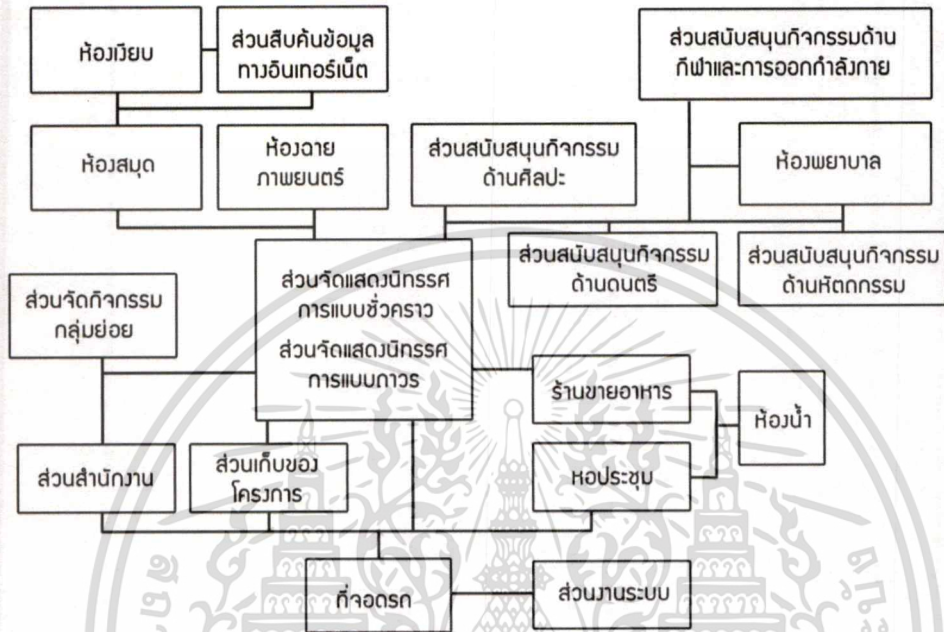 ห้องเงียบ
ส่วนสืบค้นข้อมูล
ทางอินเทอร์เน็ต
ส่วนสนับสนุนกิจกรรมด้าน
กีฬาและการออกกำลังกาย
ห้องสมุด
ห้องฉาย
ภาพยนตร์
ส่วนสนับสนุนกิจกรรม
ด้านศิลปะ
ห้องพยาบาล
ส่วนสนับสนุนกิจกรรม
ด้านดนตรี
ส่วนสนับสนุนกิจกรรม
ด้านหัตถกรรม
ส่วนจัดกิจกรรม
กลุ่มย่อย
ส่วนจัดแสดงนิทรรศ
การแบบชั่วคราว
ส่วนจัดแสดงนิทรรศ
การแบบถาวร
ร้านขายอาหาร
ห้องน้ำ
ส่วนสำนักงาน
ส่วนเก็บของ
โครงการ
หอประชุม
ที่จอดรถ
ส่วนงานระบบ